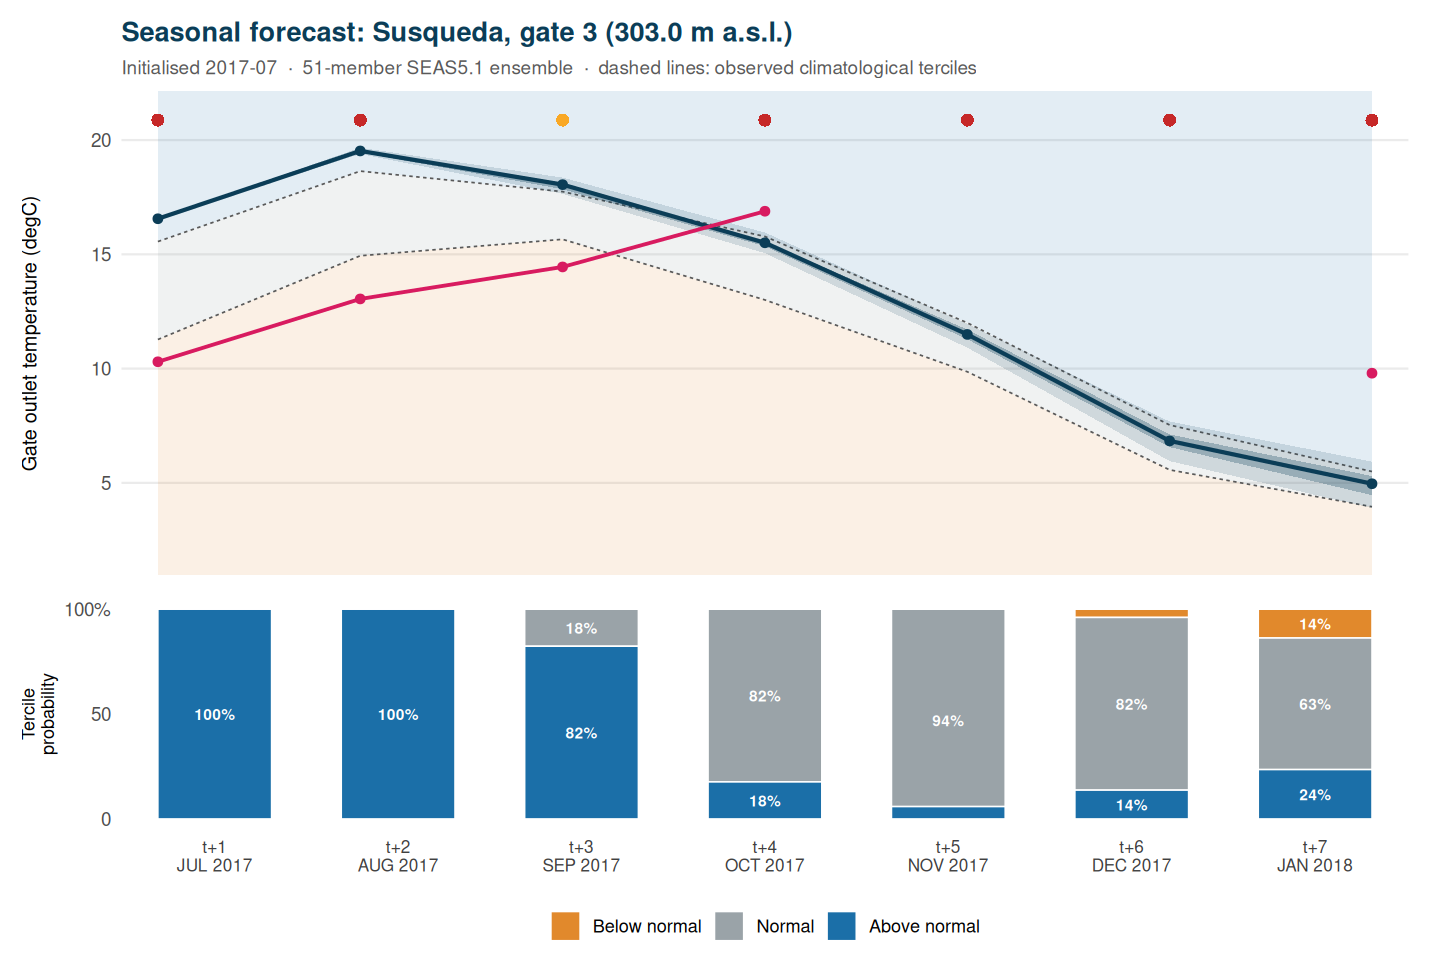 Seasonal forecast: Susqueda, gate 3 (303.0 m a.s.l.)
Initialised 2017-07 · 51-member SEAS5.1 ensemble · dashed lines: observed climatological terciles
Gate outlet temperature (degC)
20
15
10
5
Tercile
probability
100%
50
0
100%
100%
18%
82%
82%
18%
94%
82%
14%
14%
63%
24%
t+1
JUL 2017
t+2
AUG 2017
t+3
SEP 2017
t+4
OCT 2017
t+5
NOV 2017
t+6
DEC 2017
t+7
JAN 2018
Below normal
Normal
Above normal